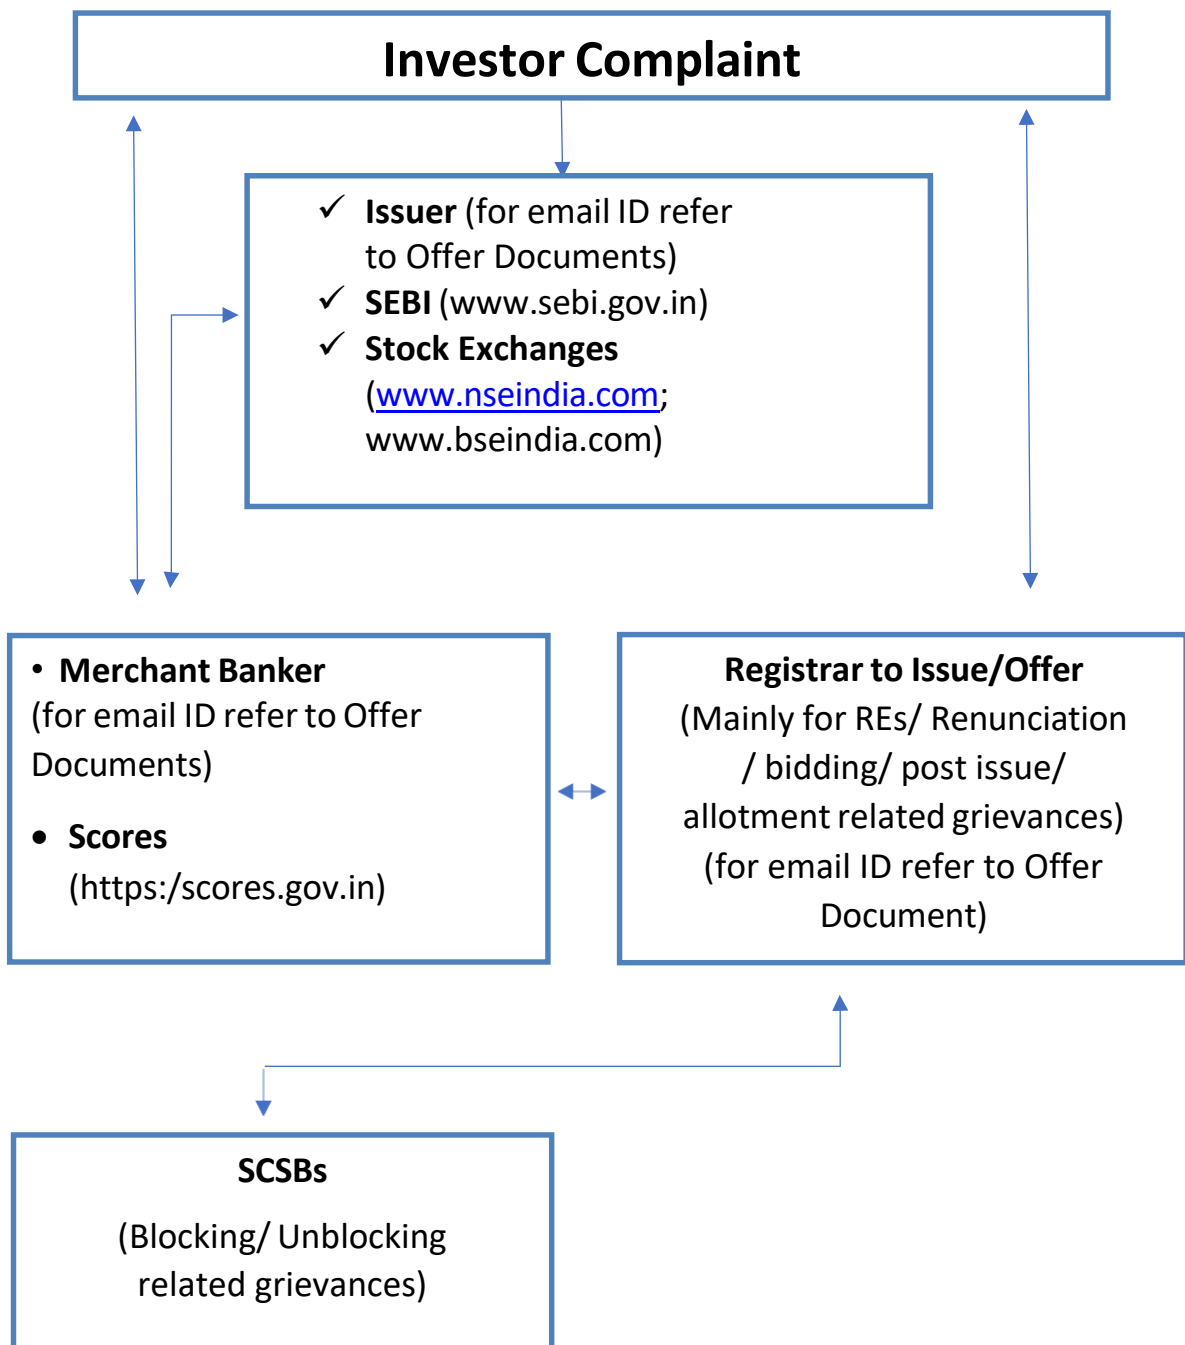 Investor Complaint
✓ Issuer (for email ID refer
to Offer Documents)
✓ SEBI (www.sebi.gov.in)
✓ Stock Exchanges
(www.nseindia.com;
www.bseindia.com)
• Merchant Banker
(for email ID refer to Offer
Documents)
• Scores
(https:/scores.gov.in)
Registrar to Issue/Offer
(Mainly for REs/ Renunciation
/ bidding/ post issue/
allotment related grievances)
(for email ID refer to Offer
Document)
SCSBs
(Blocking/ Unblocking
related grievances)